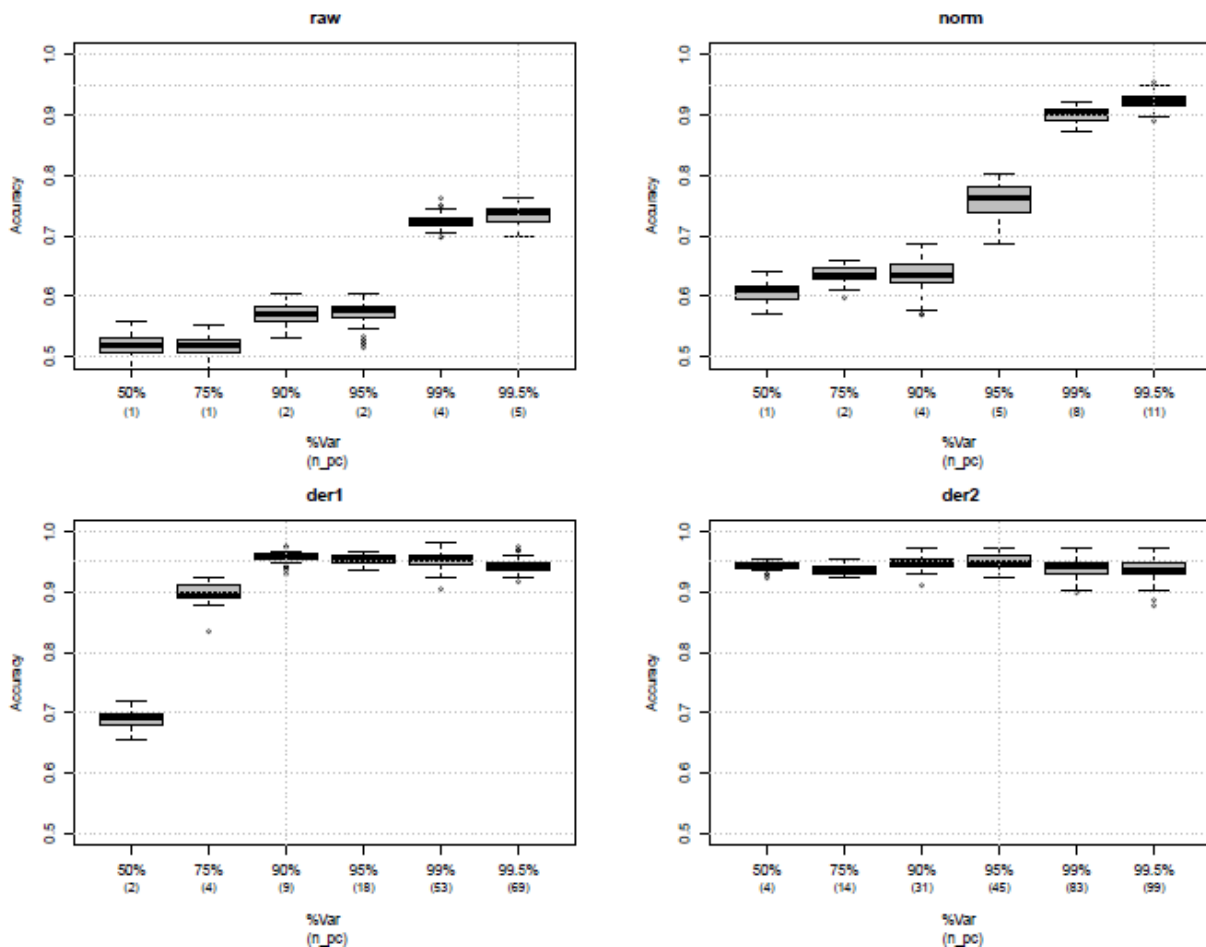 raw
1.0
0.9
0.8
0.7
0.6
0.5
Accuracy
50% 75% 90% 95% 99% 99.5%
(1) (1) (2) (2) (4) (5)
%Var
(n_pc)
norm
1.0
0.9
0.8
0.7
0.6
0.5
Accuracy
50% 75% 90% 95% 99% 99.5%
(1) (2) (4) (5) (8) (11)
%Var
(n_pc)
der1
1.0
0.9
0.8
0.7
0.6
0.5
Accuracy
50% 75% 90% 95% 99% 99.5%
(2) (4) (9) (18) (53) (69)
%Var
(n_pc)
der2
1.0
0.9
0.8
0.7
0.6
0.5
Accuracy
50% 75% 90% 95% 99% 99.5%
(4) (14) (31) (45) (83) (99)
%Var
(n_pc)